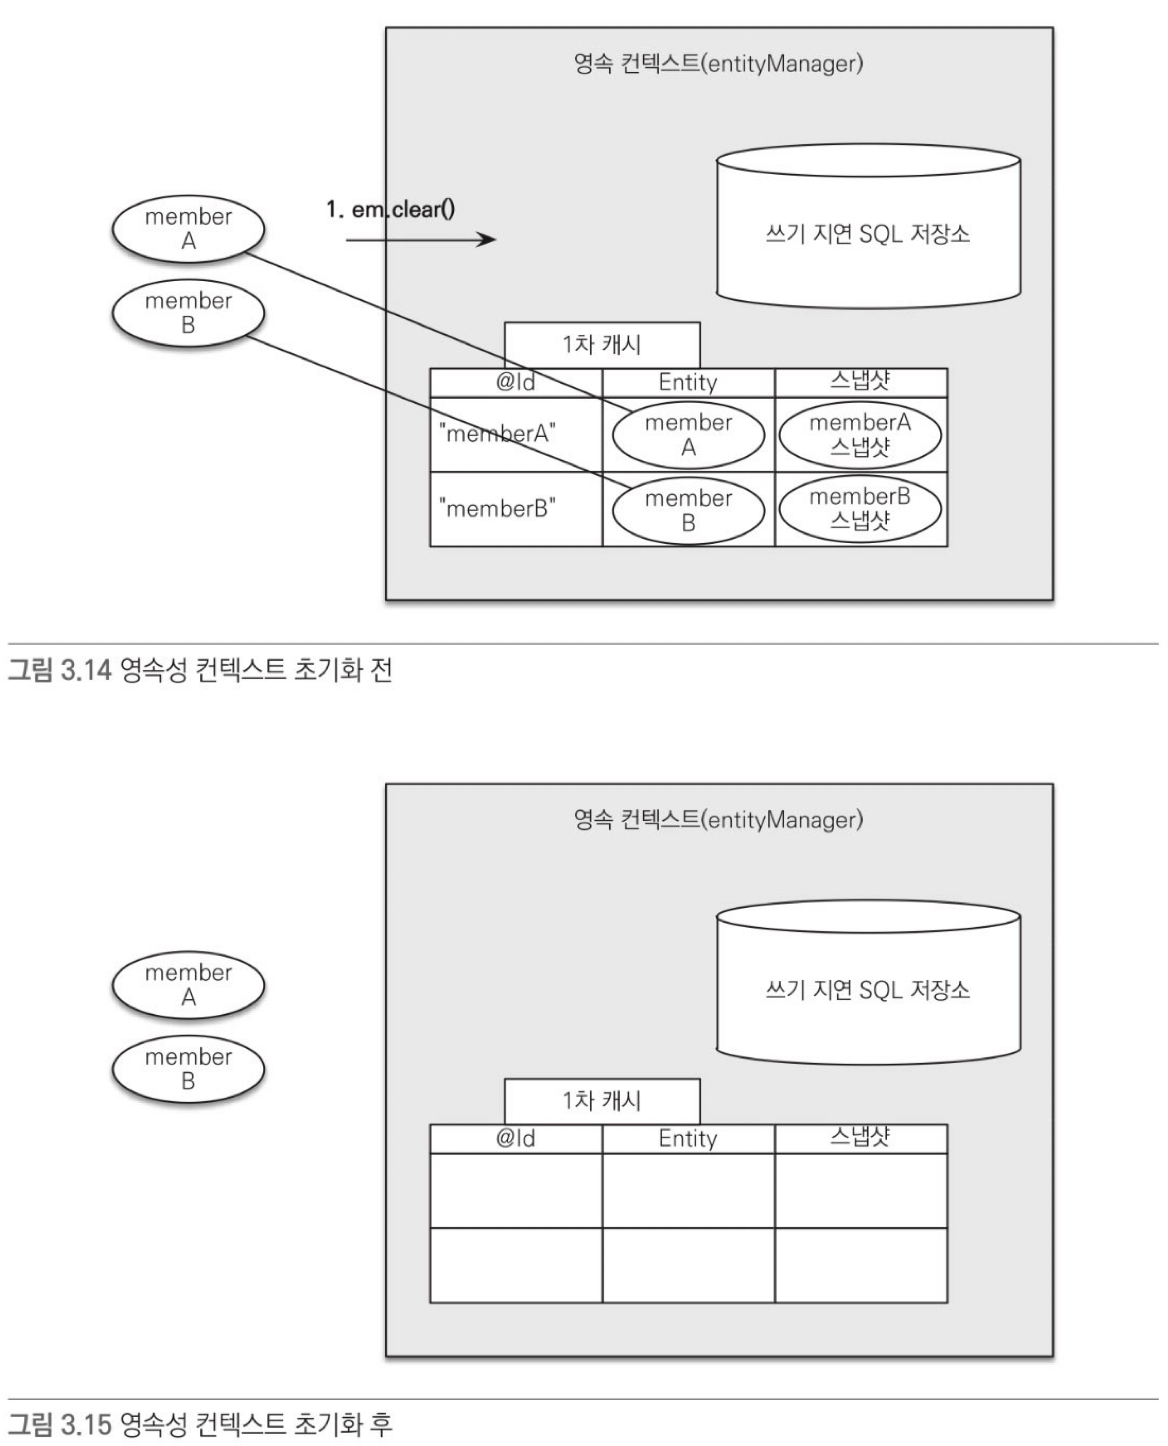 영속 컨텍스트(entityManager)
쓰기 지연 SQL 저장소
member
A
1. em.clear()
member
B
1차 캐시
@Id Entity 스냅샷
"memberA"
member
A
memberA
스냅샷
"memberB"
member
B
memberB
스냅샷
그림 3.14 영속성 컨텍스트 초기화 전
영속 컨텍스트(entityManager)
쓰기 지연 SQL 저장소
member
A
member
B
1차 캐시
@Id Entity 스냅샷
그림 3.15 영속성 컨텍스트 초기화 후